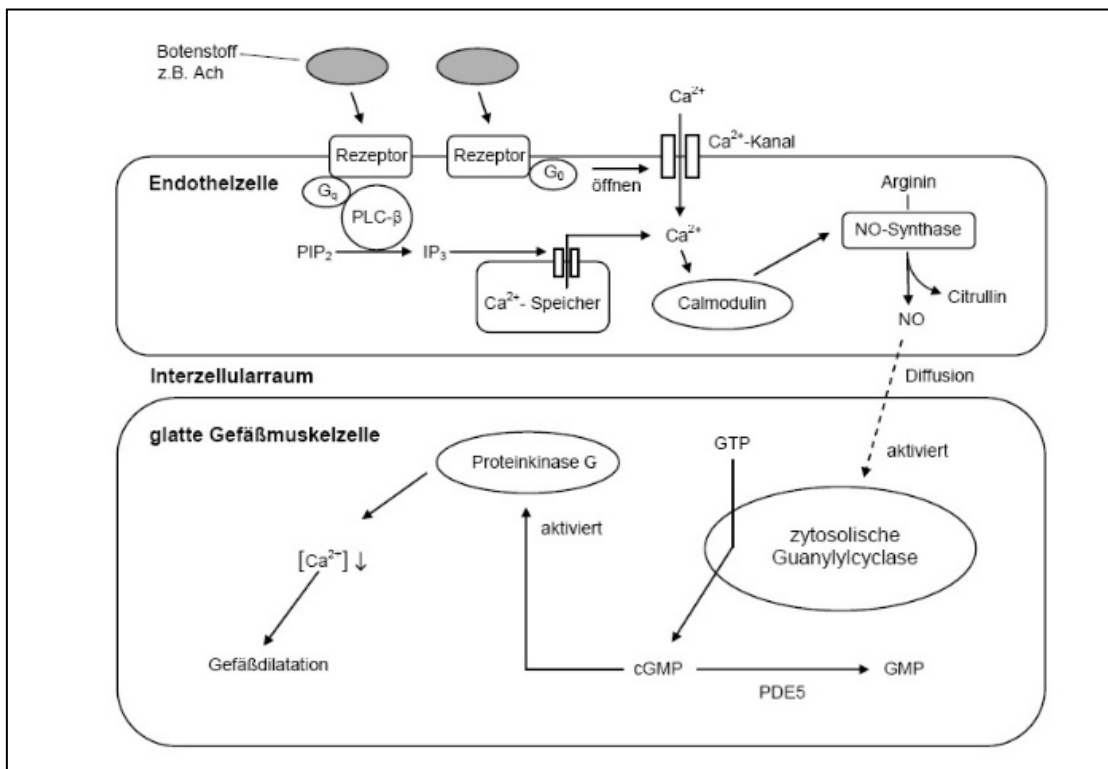 Botenstoff
z.B. Ach
Ca²⁺
Ca²⁺-Kanal
Rezeptor
Rezeptor
G₀
öffnen
Endothelzelle
Gq
PLC-β
Arginin
NO-Synthase
PIP₂
IP₃
Ca²⁺
Ca²⁺- Speicher
Calmodulin
Citrullin
NO
Interzellularraum
Diffusion
glatte Gefäßmuskelzelle
Proteinkinase G
GTP
aktiviert
aktiviert
zytosolische
Guanylylcyclase
[Ca²⁺] ↓
Gefäßdilatation
cGMP
GMP
PDE5